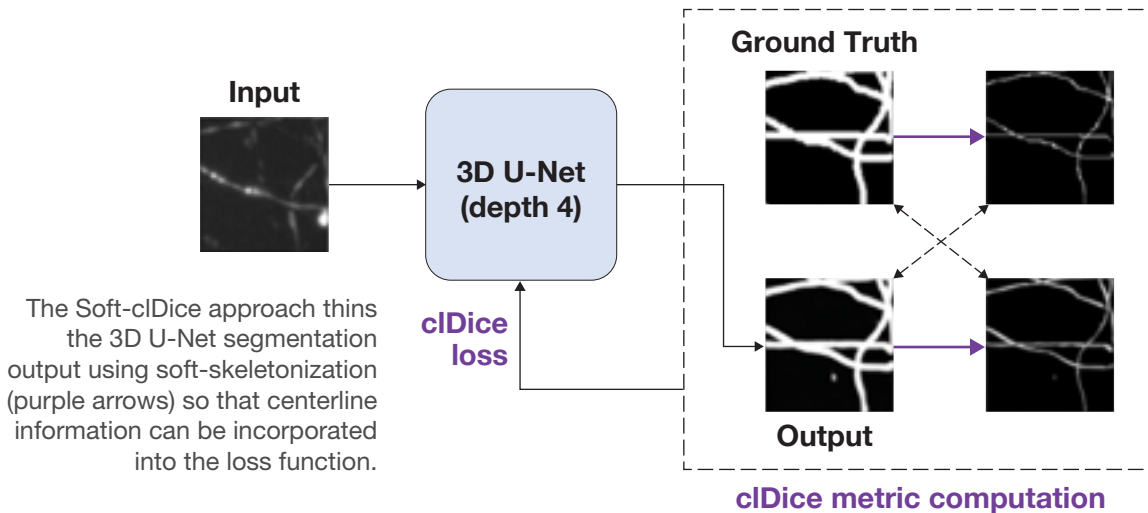 Input
3D U-Net
(depth 4)
Ground Truth
Output
clDice
loss
clDice metric computation
The Soft-clDice approach thins
the 3D U-Net segmentation
output using soft-skeletonization
(purple arrows) so that centerline
information can be incorporated
into the loss function.